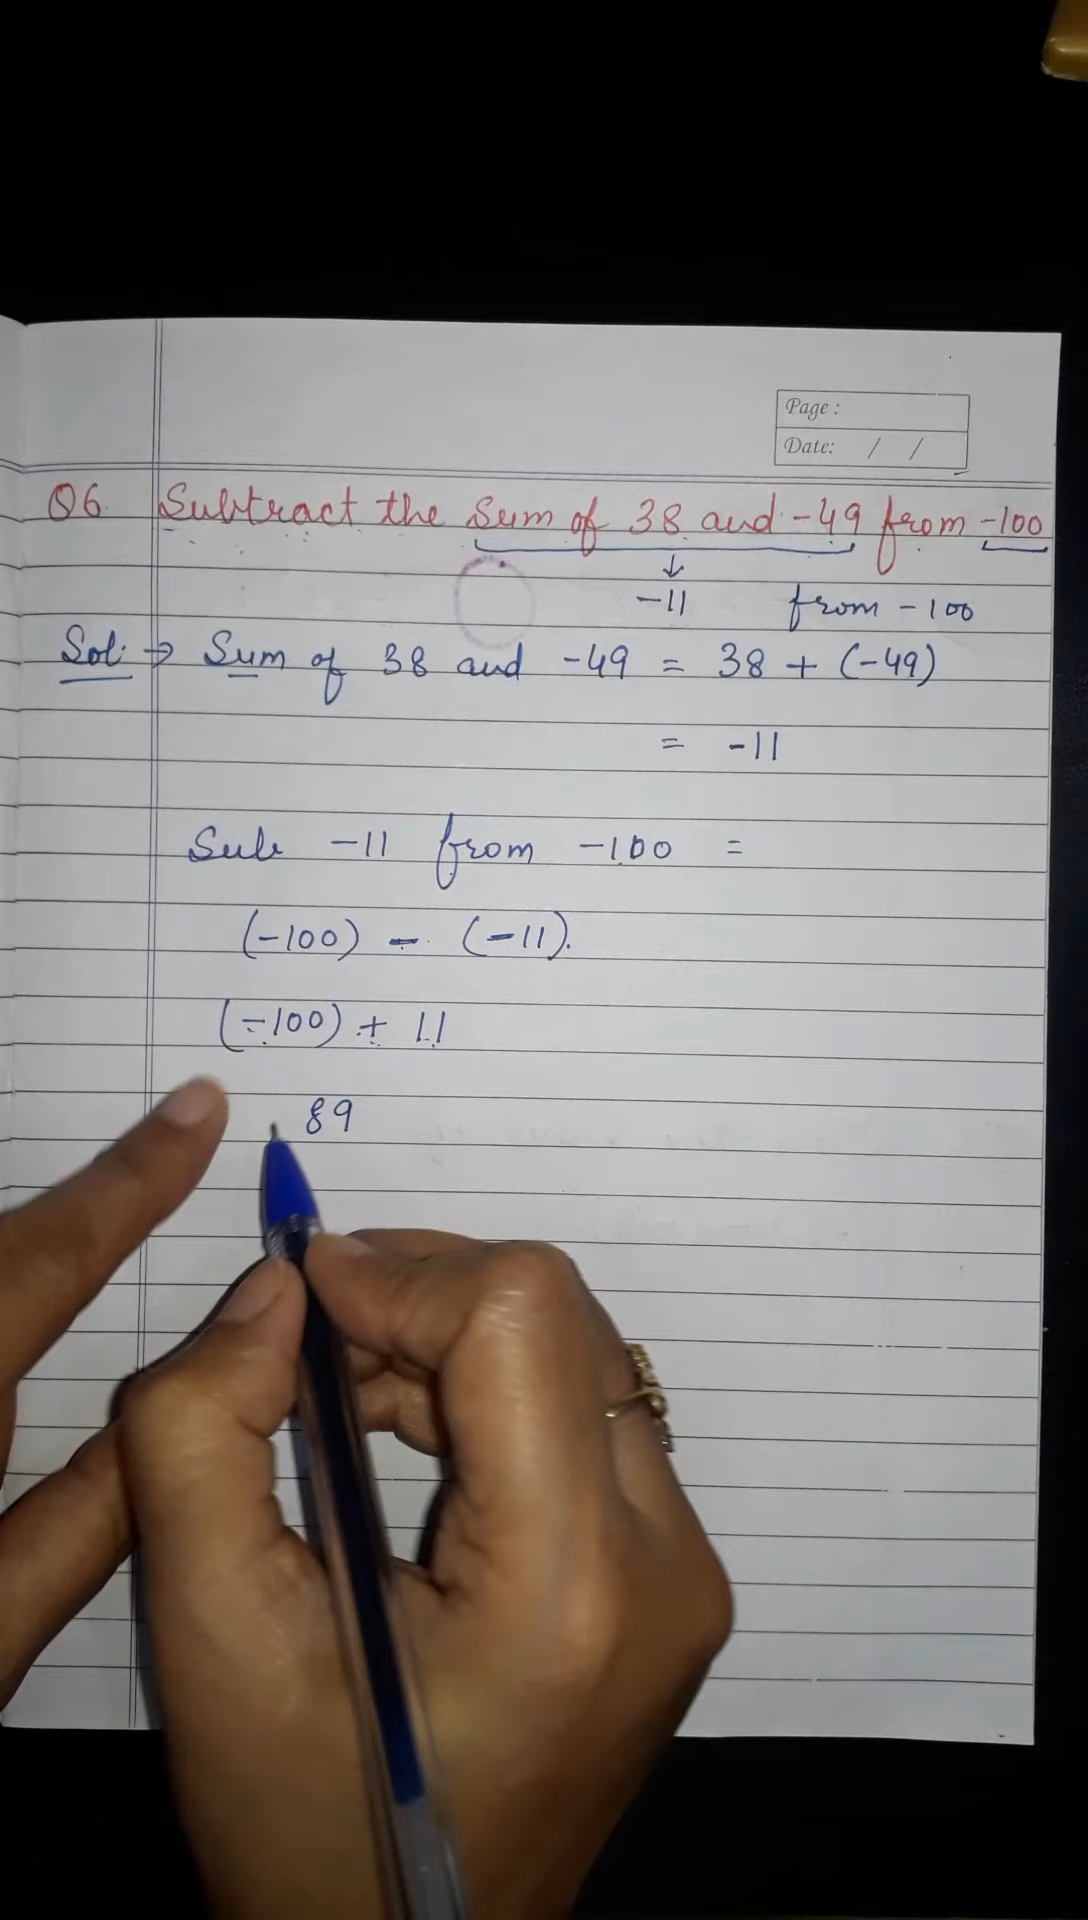 Page :
Date: / /
Q6. Subtract the Sum of 38 and -49 from -100
↓
-11 from -100
Sol. → Sum of 38 and -49 = 38 + (-49)
= -11
Sub -11 from -100 =
(-100) - (-11).
(-100) + 11
89